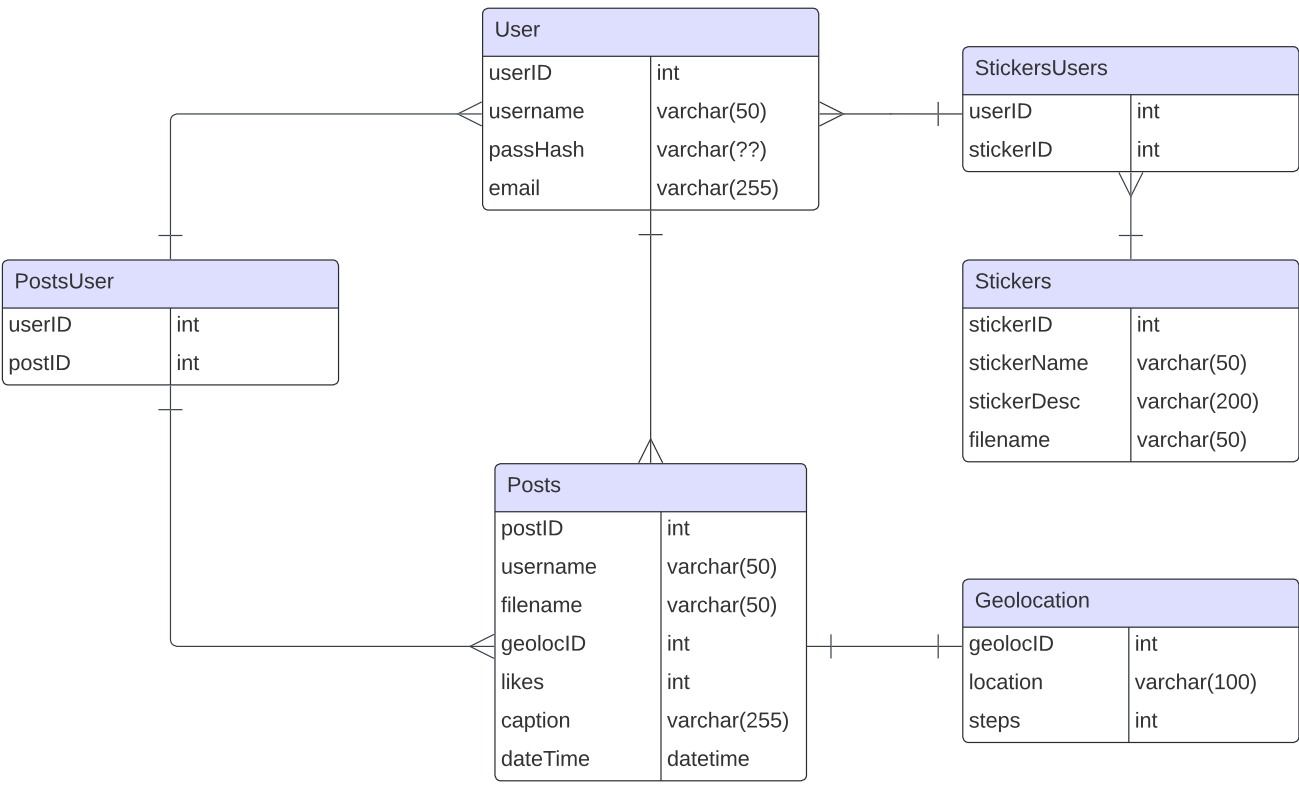 User
userID int
username varchar(50)
passHash varchar(??)
email varchar(255)
StickersUsers
userID int
stickerID int
PostsUser
userID int
postID int
Stickers
stickerID int
stickerName varchar(50)
stickerDesc varchar(200)
filename varchar(50)
Posts
postID int
username varchar(50)
filename varchar(50)
geolocID int
likes int
caption varchar(255)
dateTime datetime
Geolocation
geolocID int
location varchar(100)
steps int